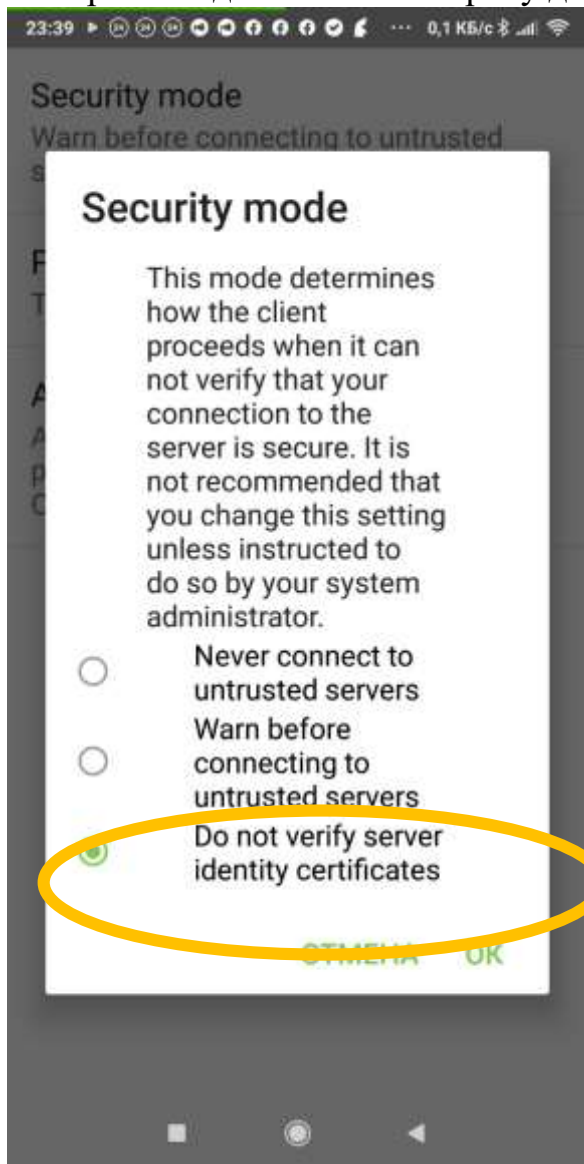 23:39 24 24 24 ... 0,1 КБ/с
Security mode
Warn before connecting to untrusted
s
Security mode
F
T
This mode determines
how the client
proceeds when it can
not verify that your
connection to the
server is secure. It is
not recommended that
you change this setting
unless instructed to
do so by your system
administrator.
A
A
p
C
Never connect to
untrusted servers
Warn before
connecting to
untrusted servers
Do not verify server
identity certificates
ОТМЕНА OK